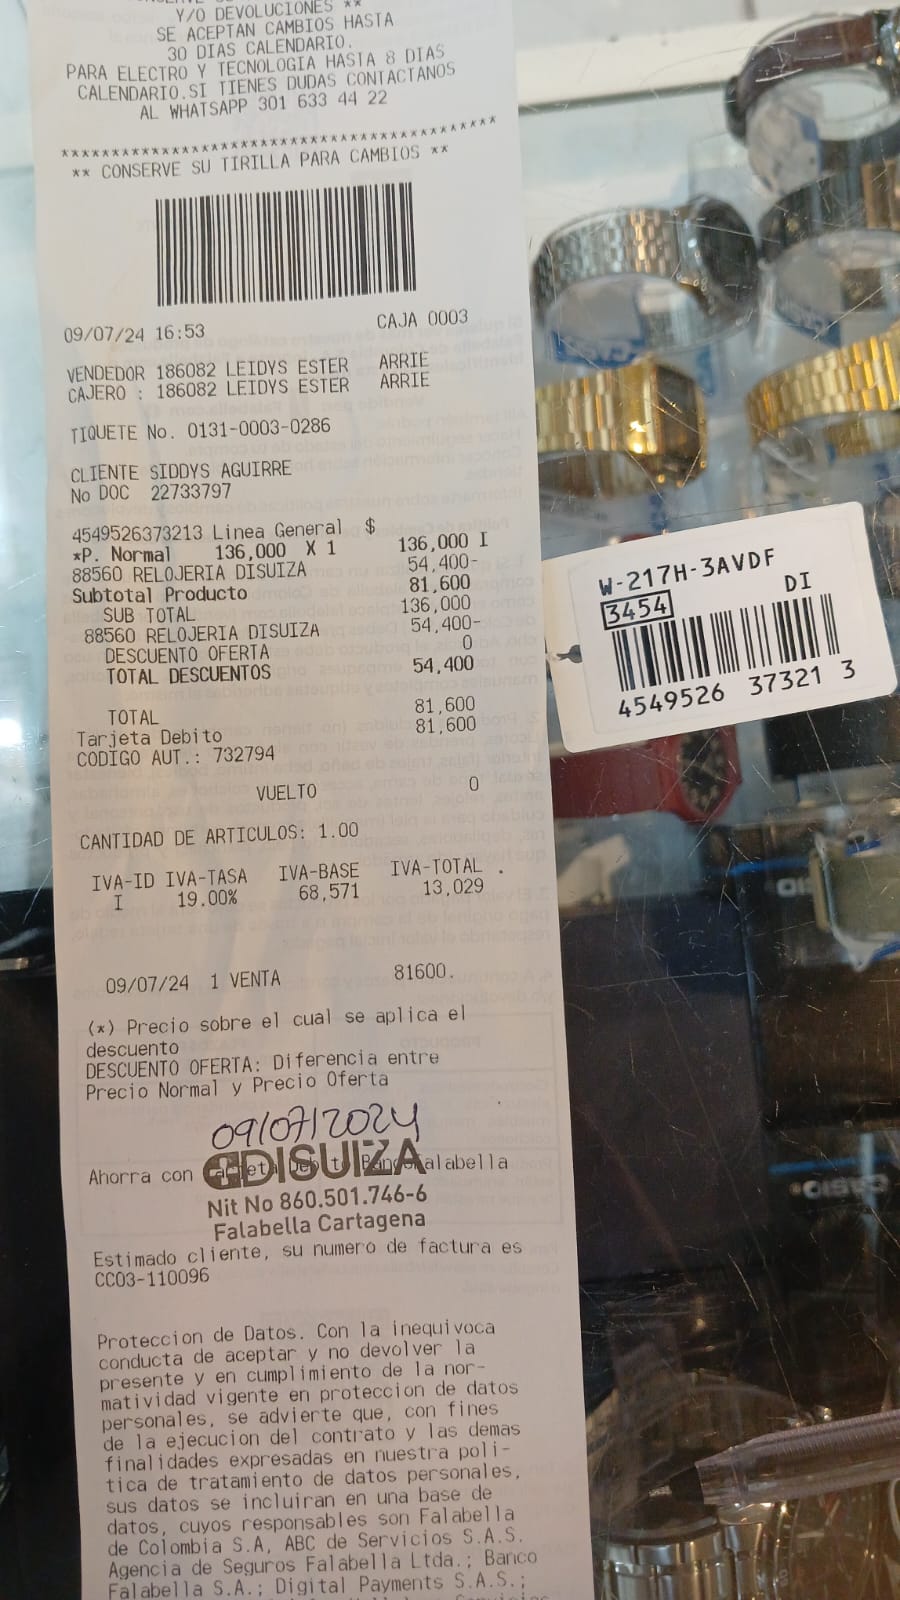 Y/O DEVOLUCIONES **
SE ACEPTAN CAMBIOS HASTA
30 DIAS CALENDARIO.
PARA ELECTRO Y TECNOLOGIA HASTA 8 DIAS
CALENDARIO.SI TIENES DUDAS CONTACTANOS
AL WHATSAPP 301 633 44 22
*****************************************
** CONSERVE SU TIRILLA PARA CAMBIOS **
09/07/24 16:53 CAJA 0003
VENDEDOR 186082 LEIDYS ESTER ARRIE
CAJERO : 186082 LEIDYS ESTER ARRIE
TIQUETE No. 0131-0003-0286
CLIENTE SIDDYS AGUIRRE
No DOC 22733797
4549526373213 Linea General $
*P. Normal 136,000 X 1 136,000 I
88560 RELOJERIA DISUIZA 54,400-
Subtotal Producto 81,600
SUB TOTAL 136,000
88560 RELOJERIA DISUIZA 54,400-
DESCUENTO OFERTA 0
TOTAL DESCUENTOS 54,400
TOTAL 81,600
Tarjeta Debito 81,600
CODIGO AUT.: 732794
VUELTO 0
CANTIDAD DE ARTICULOS: 1.00
IVA-ID IVA-TASA IVA-BASE IVA-TOTAL .
I 19.00% 68,571 13,029
09/07/24 1 VENTA 81600.
(*) Precio sobre el cual se aplica el
descuento
DESCUENTO OFERTA: Diferencia entre
Precio Normal y Precio Oferta
09/07/2024
DISUIZA
Ahorra con Tarjeta Debito Banco Falabella
Nit No 860.501.746-6
Falabella Cartagena
Estimado cliente, su numero de factura es
CC03-110096
Proteccion de Datos. Con la inequivoca
conducta de aceptar y no devolver la
presente y en cumplimiento de la nor-
matividad vigente en proteccion de datos
personales, se advierte que, con fines
de la ejecucion del contrato y las demas
finalidades expresadas en nuestra poli-
tica de tratamiento de datos personales,
sus datos se incluiran en una base de
datos, cuyos responsables son Falabella
de Colombia S.A, ABC de Servicios S.A.S.
Agencia de Seguros Falabella Ltda.; Banco
Falabella S.A.; Digital Payments S.A.S.;
W-217H-3AVDF
3454 DI
4549526 37321 3
CASIO